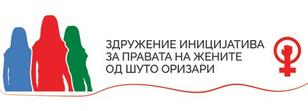 ЗДРУЖЕНИЕ ИНИЦИЈАТИВА
ЗА ПРАВАТА НА ЖЕНИТЕ
ОД ШУТО ОРИЗАРИ